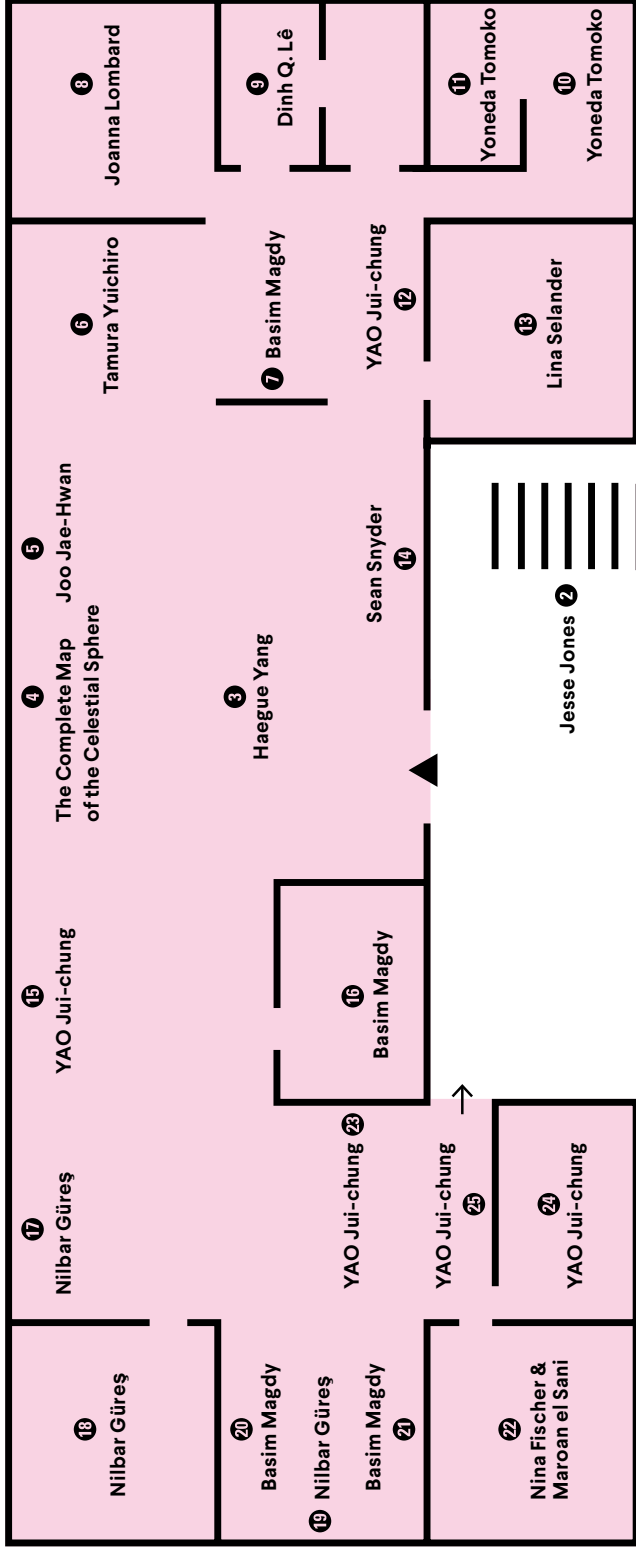 2 Jesse Jones
3 Haegue Yang
4 The Complete Map
of the Celestial Sphere
5 Joo Jae-Hwan
6 Tamura Yuichiro
7 Basim Magdy
8 Joanna Lombard
9 Dinh Q. Lê
10 Yoneda Tomoko
11 Yoneda Tomoko
12 YAO Jui-chung
13 Lina Selander
14 Sean Snyder
15 YAO Jui-chung
16 Basim Magdy
17 Nilbar Güreş
18 Nilbar Güreş
19 Nilbar Güreş
20 Basim Magdy
21 Basim Magdy
22 Nina Fischer &
Maroan el Sani
23 YAO Jui-chung
24 YAO Jui-chung
25 YAO Jui-chung